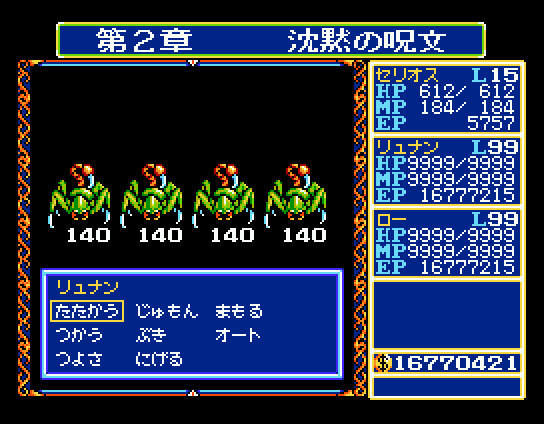 第2章 沈黙の呪文
セリオス L15
HP 612/ 612
MP 184/ 184
EP 5757
リュナン L99
HP9999/9999
MP9999/9999
EP 16777215
ロー L99
HP9999/9999
MP9999/9999
EP 16777215
$16770421
140 140 140 140
リュナン
たたかう じゅもん まもる
つかう ぶき オート
つよさ にげる